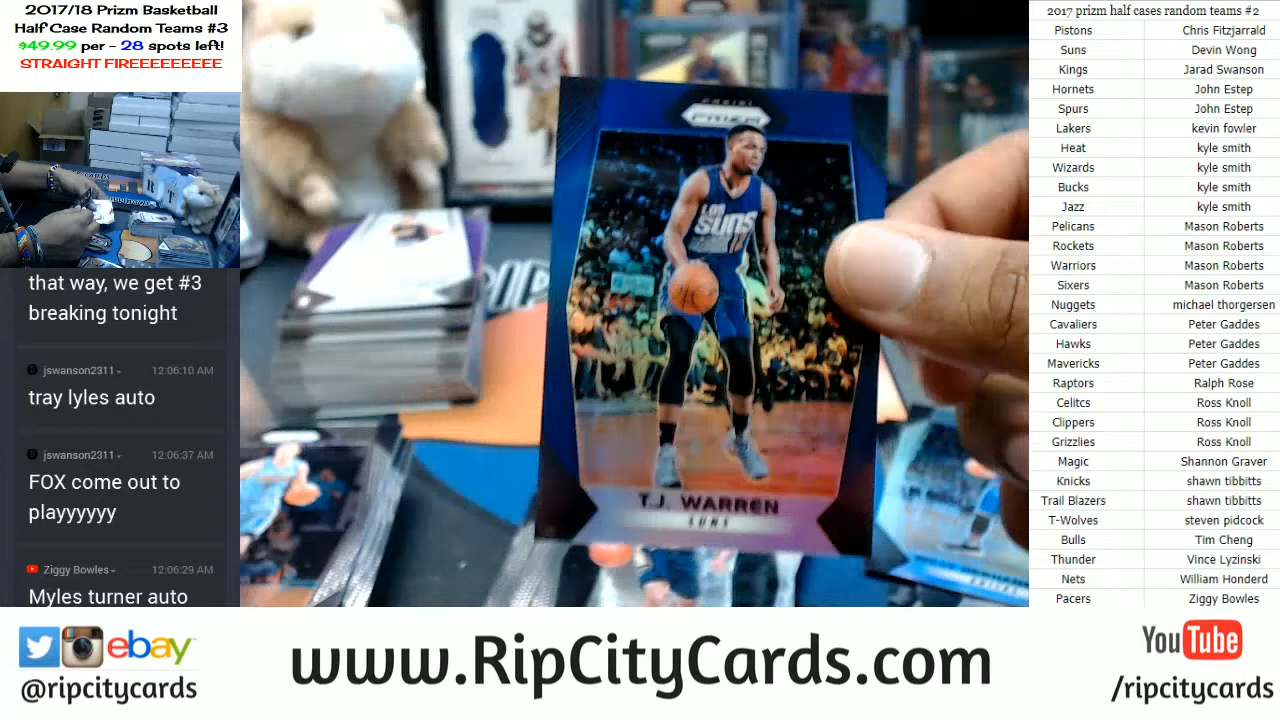 2017/18 Prizm Basketball
Half Case Random Teams #3
$49.99 per - 28 spots left!
STRAIGHT FIREEEEEEEEE
that way, we get #3
breaking tonight
jswanson2311 12:06:10 AM
tray lyles auto
jswanson2311 12:06:37 AM
FOX come out to
playyyyyy
Ziggy Bowles 12:06:29 AM
Myles turner auto
PANINI
PRIZM
LOS
SUNS
T.J. WARREN
SUNS
2017 prizm half cases random teams #2
Pistons Chris Fitzjarrald
Suns Devin Wong
Kings Jarad Swanson
Hornets John Estep
Spurs John Estep
Lakers kevin fowler
Heat kyle smith
Wizards kyle smith
Bucks kyle smith
Jazz kyle smith
Pelicans Mason Roberts
Rockets Mason Roberts
Warriors Mason Roberts
Sixers Mason Roberts
Nuggets michael thorgersen
Cavaliers Peter Gaddes
Hawks Peter Gaddes
Mavericks Peter Gaddes
Raptors Ralph Rose
Celitcs Ross Knoll
Clippers Ross Knoll
Grizzlies Ross Knoll
Magic Shannon Graver
Knicks shawn tibbitts
Trail Blazers shawn tibbitts
T-Wolves steven pidcock
Bulls Tim Cheng
Thunder Vince Lyzinski
Nets William Honderd
Pacers Ziggy Bowles
ebay
@ripcitycards
www.RipCityCards.com
YouTube
/ripcitycards